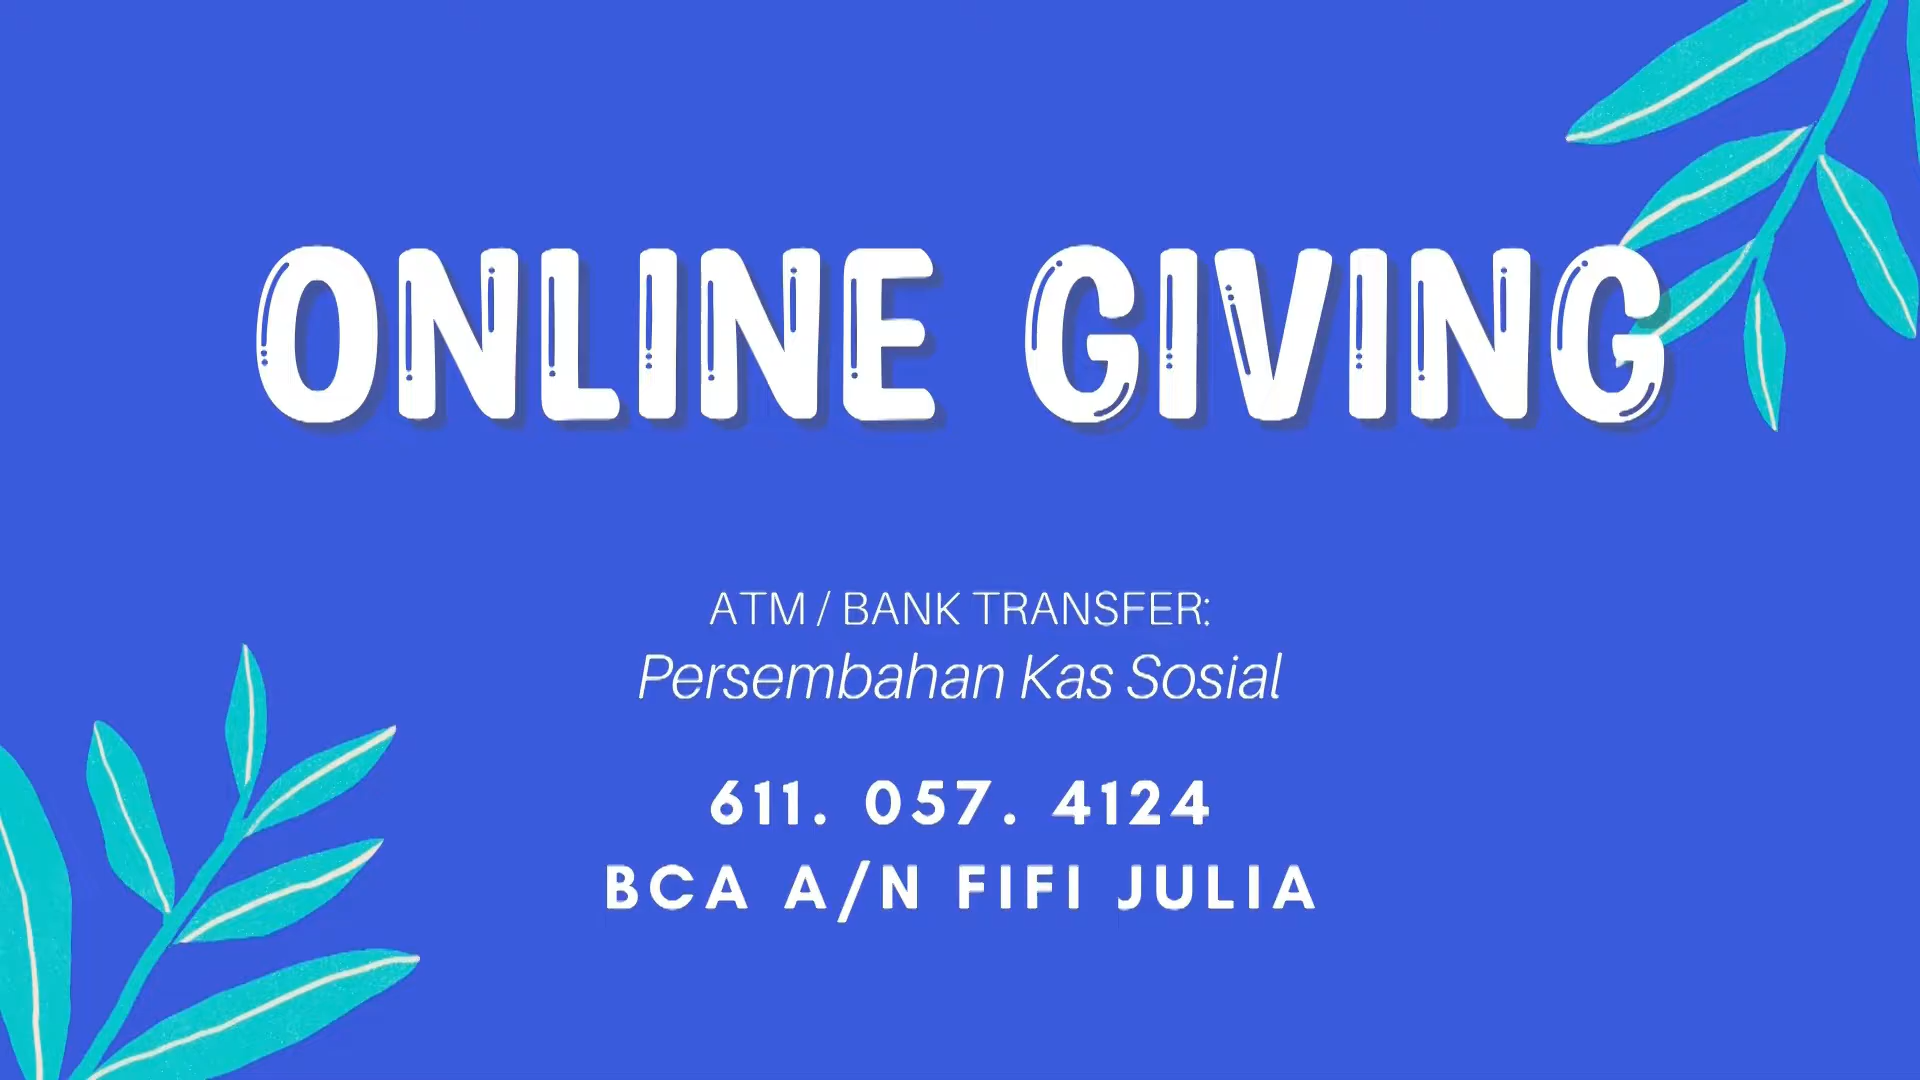 ONLINE GIVING
ATM / BANK TRANSFER:
Persembahan Kas Sosial
611. 057. 4124
BCA A/N FIFI JULIA